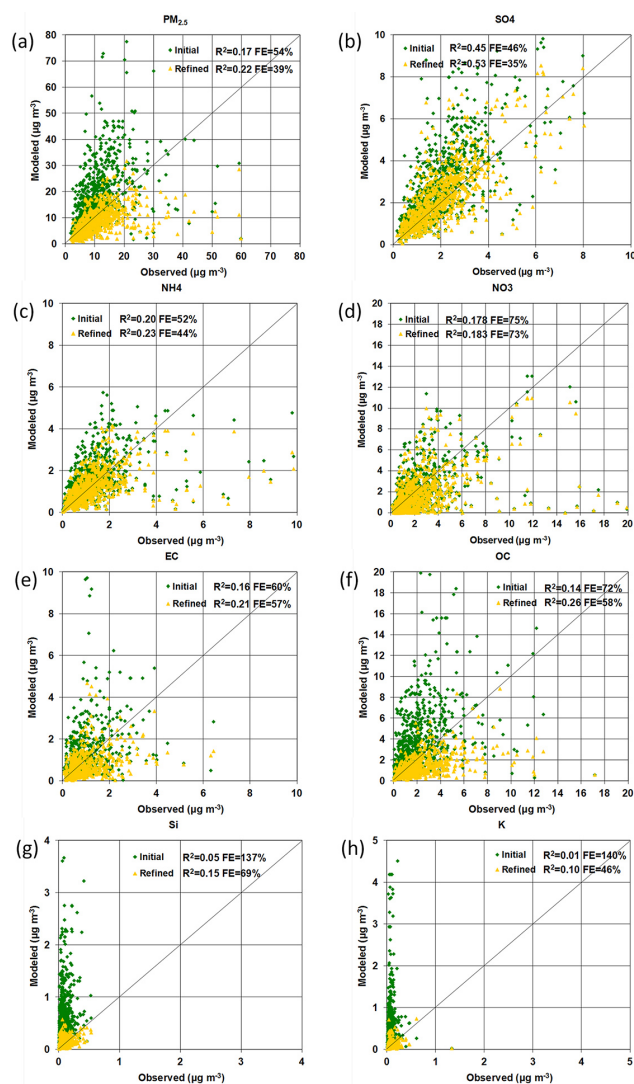 PM2.5
(a)
80
70
60
50
40
30
20
10
0
Modeled (µg m-3)
Initial R2=0.17 FE=54%
Refined R2=0.22 FE=39%
0 10 20 30 40 50 60 70 80
Observed (µg m-3)
SO4
(b)
10
8
6
4
2
0
Modeled (µg m-3)
Initial R2=0.45 FE=46%
Refined R2=0.53 FE=35%
0 2 4 6 8 10
Observed (µg m-3)
NH4
(c)
10
8
6
4
2
0
Modeled (µg m-3)
Initial R2=0.20 FE=52%
Refined R2=0.23 FE=44%
0 2 4 6 8 10
Observed (µg m-3)
NO3
(d)
20
18
16
14
12
10
8
6
4
2
0
Modeled (µg m-3)
Initial R2=0.178 FE=75%
Refined R2=0.183 FE=73%
0 2 4 6 8 10 12 14 16 18 20
Observed (µg m-3)
EC
(e)
10
8
6
4
2
0
Modeled (µg m-3)
Initial R2=0.16 FE=60%
Refined R2=0.21 FE=57%
0 2 4 6 8 10
Observed (µg m-3)
OC
(f)
20
18
16
14
12
10
8
6
4
2
0
Modeled (µg m-3)
Initial R2=0.14 FE=72%
Refined R2=0.26 FE=58%
0 2 4 6 8 10 12 14 16 18 20
Observed (µg m-3)
Si
(g)
4
3
2
1
0
Modeled (µg m-3)
Initial R2=0.05 FE=137%
Refined R2=0.15 FE=69%
0 1 2 3 4
Observed (µg m-3)
K
(h)
5
4
3
2
1
0
Modeled (µg m-3)
Initial R2=0.01 FE=140%
Refined R2=0.10 FE=46%
0 1 2 3 4 5
Observed (µg m-3)